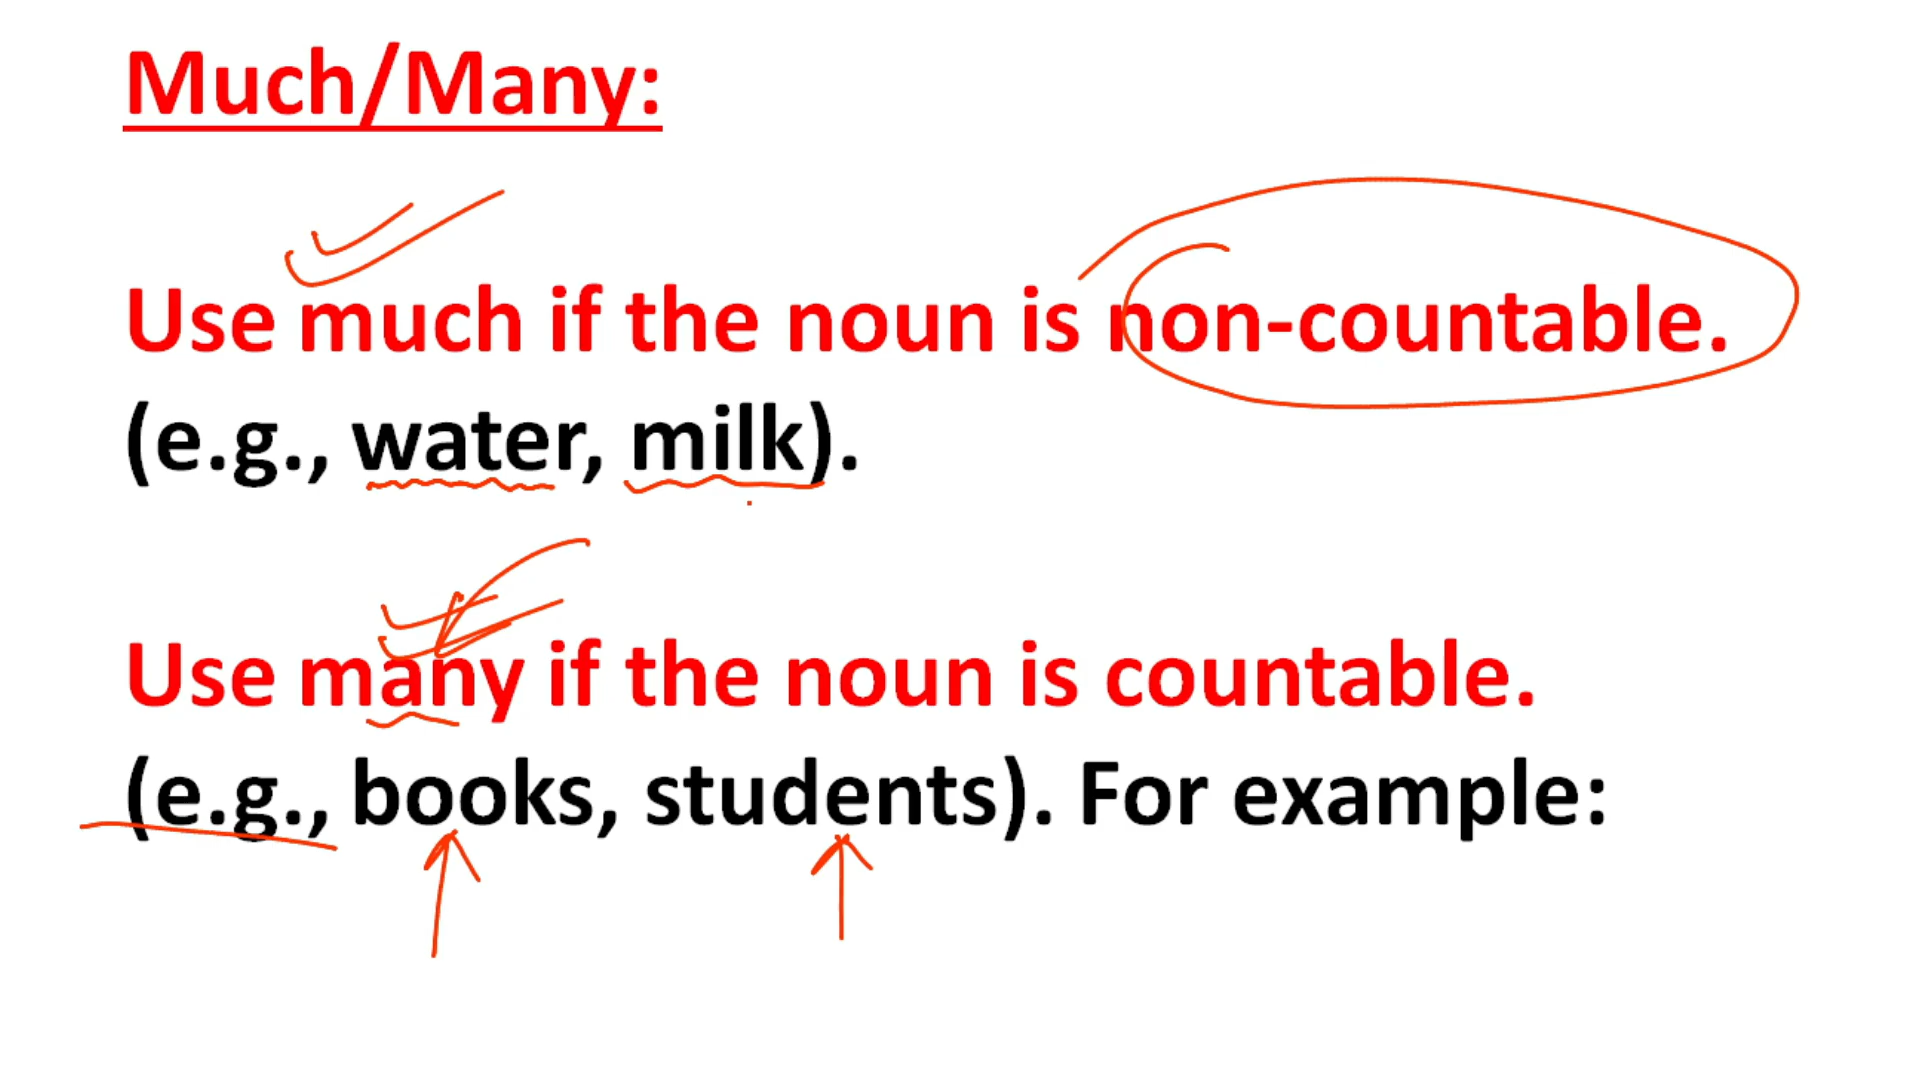 Much/Many:
Use much if the noun is non-countable.
(e.g., water, milk).
Use many if the noun is countable.
(e.g., books, students). For example: